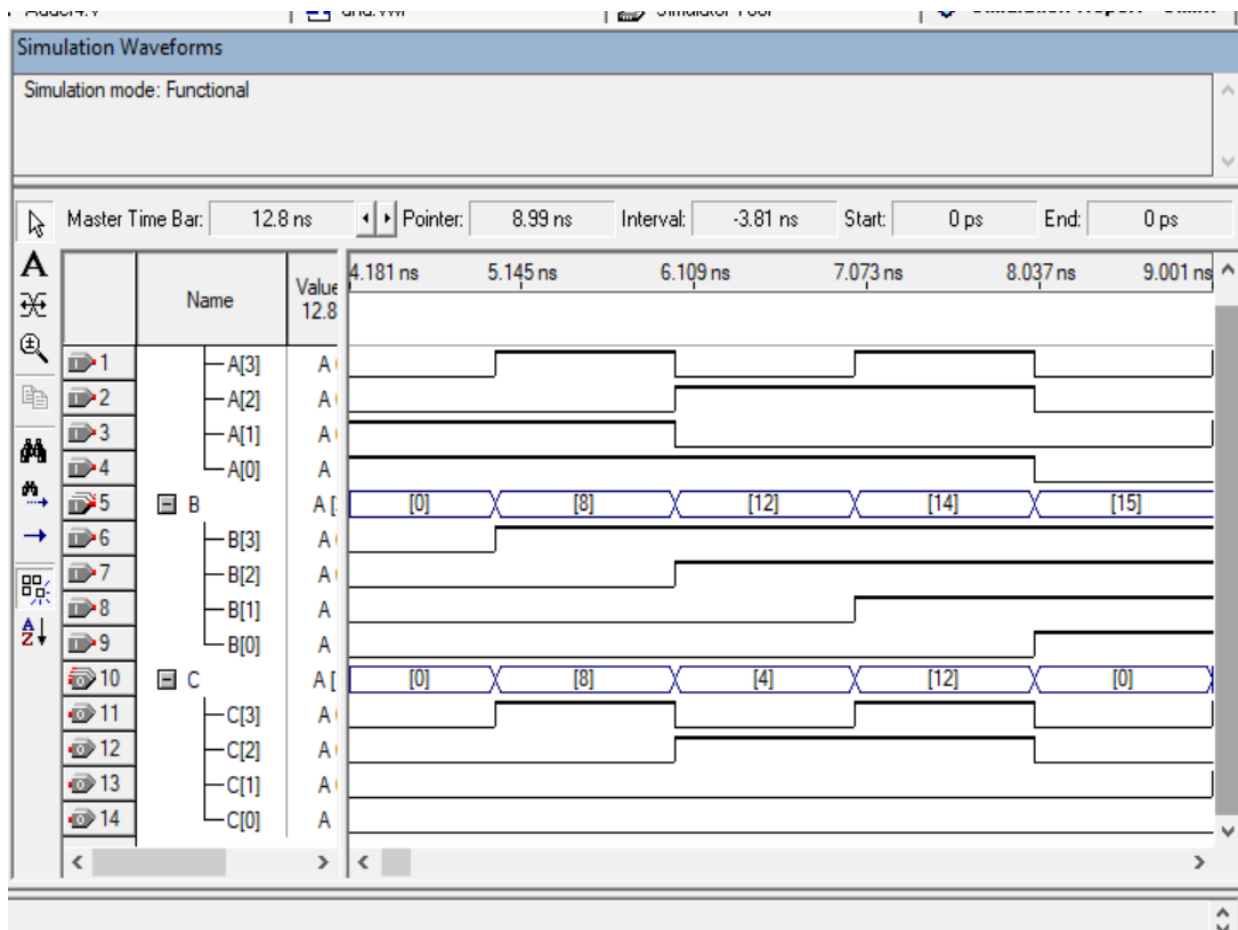 Adder4.v
Simulator Tool
Simulation Waveforms
Simulation mode: Functional
Master Time Bar: 12.8 ns Pointer: 8.99 ns Interval: -3.81 ns Start: 0 ps End: 0 ps
A
Name
Value
12.8
4.181 ns 5.145 ns 6.109 ns 7.073 ns 8.037 ns 9.001 ns
1 A[3] A
2 A[2] A
3 A[1] A
4 A[0] A
5 B A [ [0] [8] [12] [14] [15]
6 B[3] A
7 B[2] A
8 B[1] A
9 B[0] A
10 C A [ [0] [8] [4] [12] [0]
11 C[3] A
12 C[2] A
13 C[1] A
14 C[0] A
A
Z